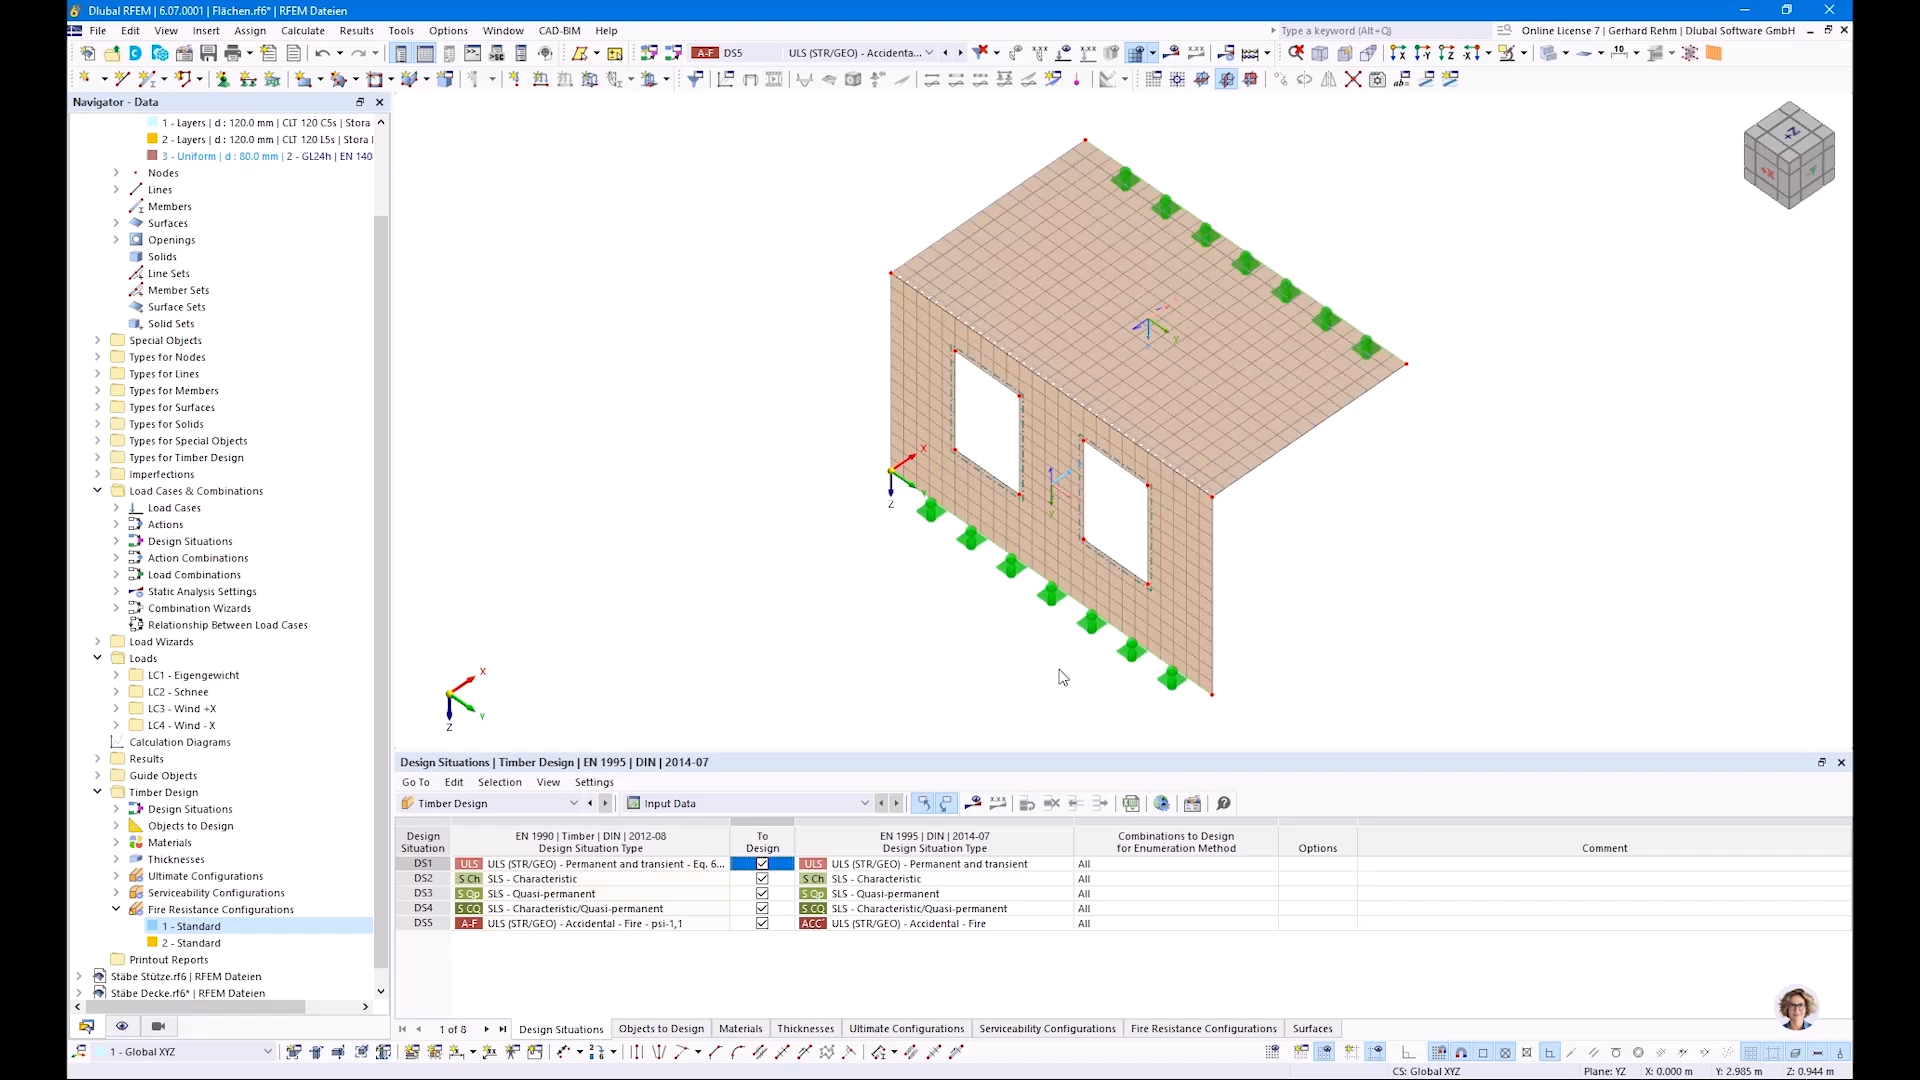 Dlubal RFEM | 6.07.0001 | Flächen.rf6* | RFEM Dateien
File Edit View Insert Assign Calculate Results Tools Options Window CAD-BIM Help
Type a keyword (Alt+Q)
Online License 7 | Gerhard Rehm | Dlubal Software GmbH
A-F DS5 ULS (STR/GEO) - Accidenta...
Navigator - Data
1 - Layers | d : 120.0 mm | CLT 120 C5s | Stora
2 - Layers | d : 120.0 mm | CLT 120 L5s | Stora
3 - Uniform | d : 80.0 mm | 2 - GL24h | EN 140
Nodes
Lines
Members
Surfaces
Openings
Solids
Line Sets
Member Sets
Surface Sets
Solid Sets
Special Objects
Types for Nodes
Types for Lines
Types for Members
Types for Surfaces
Types for Solids
Types for Special Objects
Types for Timber Design
Imperfections
Load Cases & Combinations
Load Cases
Actions
Design Situations
Action Combinations
Load Combinations
Static Analysis Settings
Combination Wizards
Relationship Between Load Cases
Load Wizards
Loads
LC1 - Eigengewicht
LC2 - Schnee
LC3 - Wind +X
LC4 - Wind - X
Calculation Diagrams
Results
Guide Objects
Timber Design
Design Situations
Objects to Design
Materials
Thicknesses
Ultimate Configurations
Serviceability Configurations
Fire Resistance Configurations
1 - Standard
2 - Standard
Printout Reports
Stäbe Stütze.rf6 | RFEM Dateien
Stäbe Decke.rf6* | RFEM Dateien
+Z
+X
-Y
y
X
y
Z
y
X
y
Z
Design Situations | Timber Design | EN 1995 | DIN | 2014-07
Go To Edit Selection View Settings
Timber Design Input Data
Design Situation
EN 1990 | Timber | DIN | 2012-08 Design Situation Type
To Design
EN 1995 | DIN | 2014-07 Design Situation Type
Combinations to Design for Enumeration Method
Options
Comment
DS1 ULS ULS (STR/GEO) - Permanent and transient - Eq. 6... ULS ULS (STR/GEO) - Permanent and transient All
DS2 S Ch SLS - Characteristic S Ch SLS - Characteristic All
DS3 S Qp SLS - Quasi-permanent S Qp SLS - Quasi-permanent All
DS4 S CQ SLS - Characteristic/Quasi-permanent S CQ SLS - Characteristic/Quasi-permanent All
DS5 A-F ULS (STR/GEO) - Accidental - Fire - psi-1,1 ACC ULS (STR/GEO) - Accidental - Fire All
1 of 8 Design Situations Objects to Design Materials Thicknesses Ultimate Configurations Serviceability Configurations Fire Resistance Configurations Surfaces
1 - Global XYZ
CS: Global XYZ Plane: YZ X: 0.000 m Y: 2.985 m Z: 0.944 m